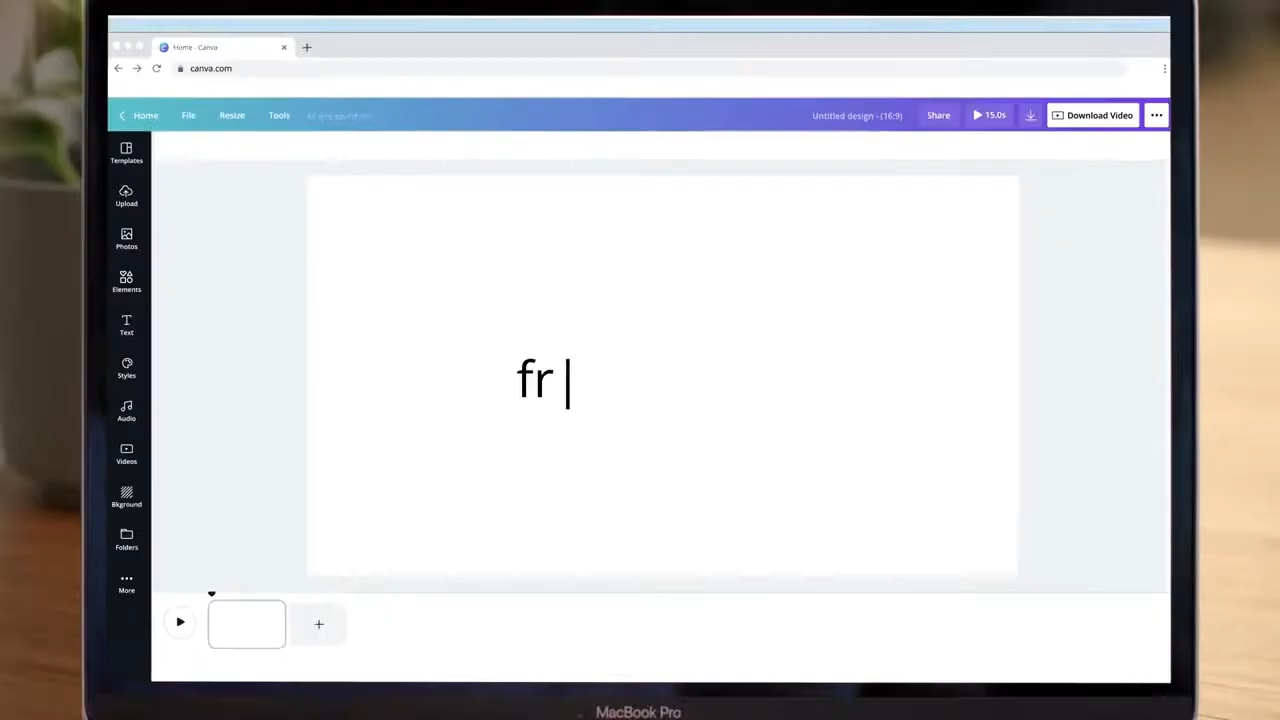 Home - Canva
canva.com
Home File Resize Tools Untitled design - (16:9) Share 15.0s Download Video
Templates
Upload
Photos
Elements
Text
Styles
Audio
Videos
Bkground
Folders
More
fr
MacBook Pro